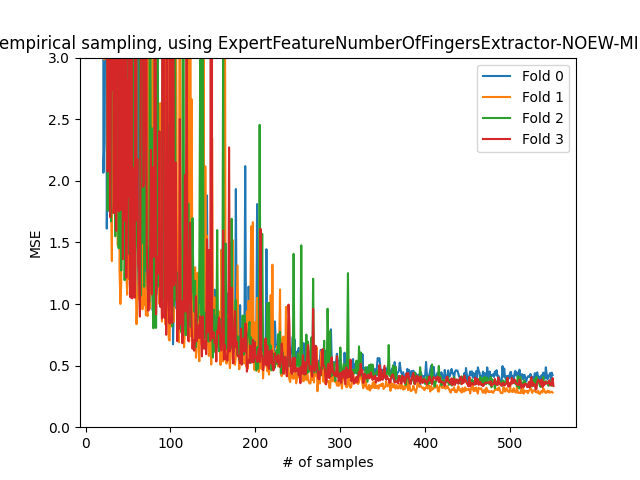 empirical sampling, using ExpertFeatureNumberOfFingersExtractor-NOEW-MI
3.0
2.5
2.0
1.5
1.0
0.5
0.0
MSE
Fold 0
Fold 1
Fold 2
Fold 3
0 100 200 300 400 500
# of samples